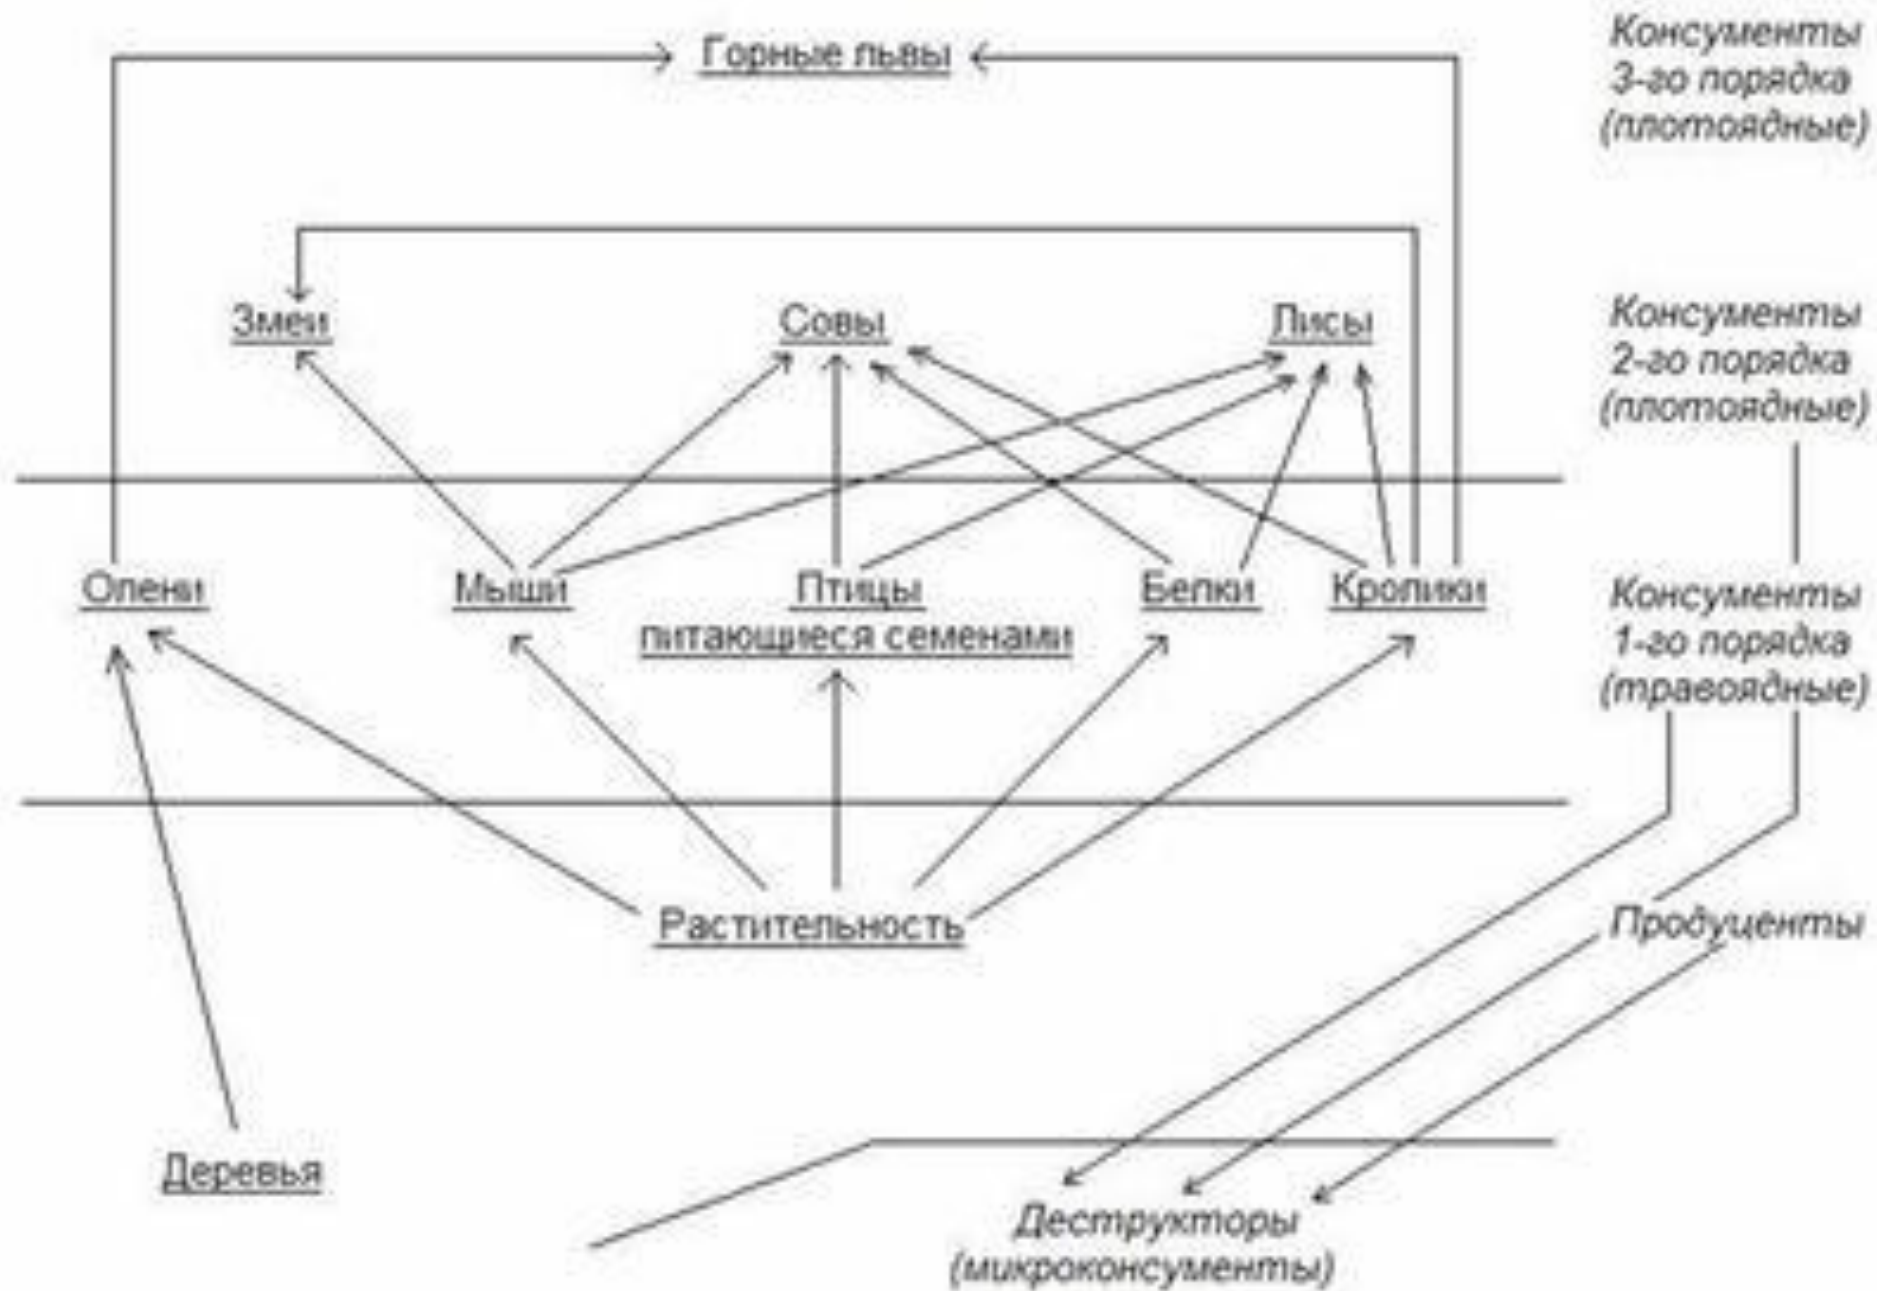 Горные львы
Консументы
3-го порядка
(плотоядные)
Змеи
Совы
Лисы
Консументы
2-го порядка
(плотоядные)
Олени
Мыши
Птицы
питающиеся семенами
Белки
Кролики
Консументы
1-го порядка
(травоядные)
Растительность
Продуценты
Деревья
Деструкторы
(микроконсументы)